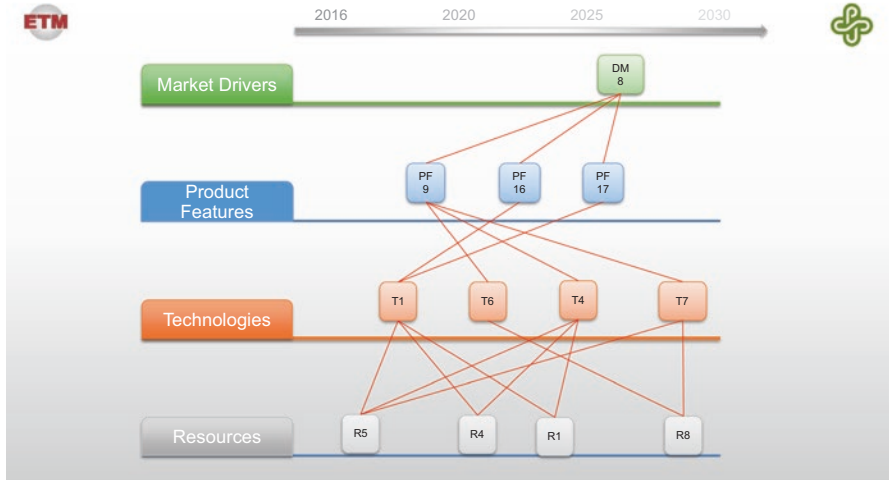 ETM
2016 2020 2025 2030
DM
8
Market Drivers
PF
9
PF
16
PF
17
Product
Features
T1 T6 T4 T7
Technologies
R5 R4 R1 R8
Resources